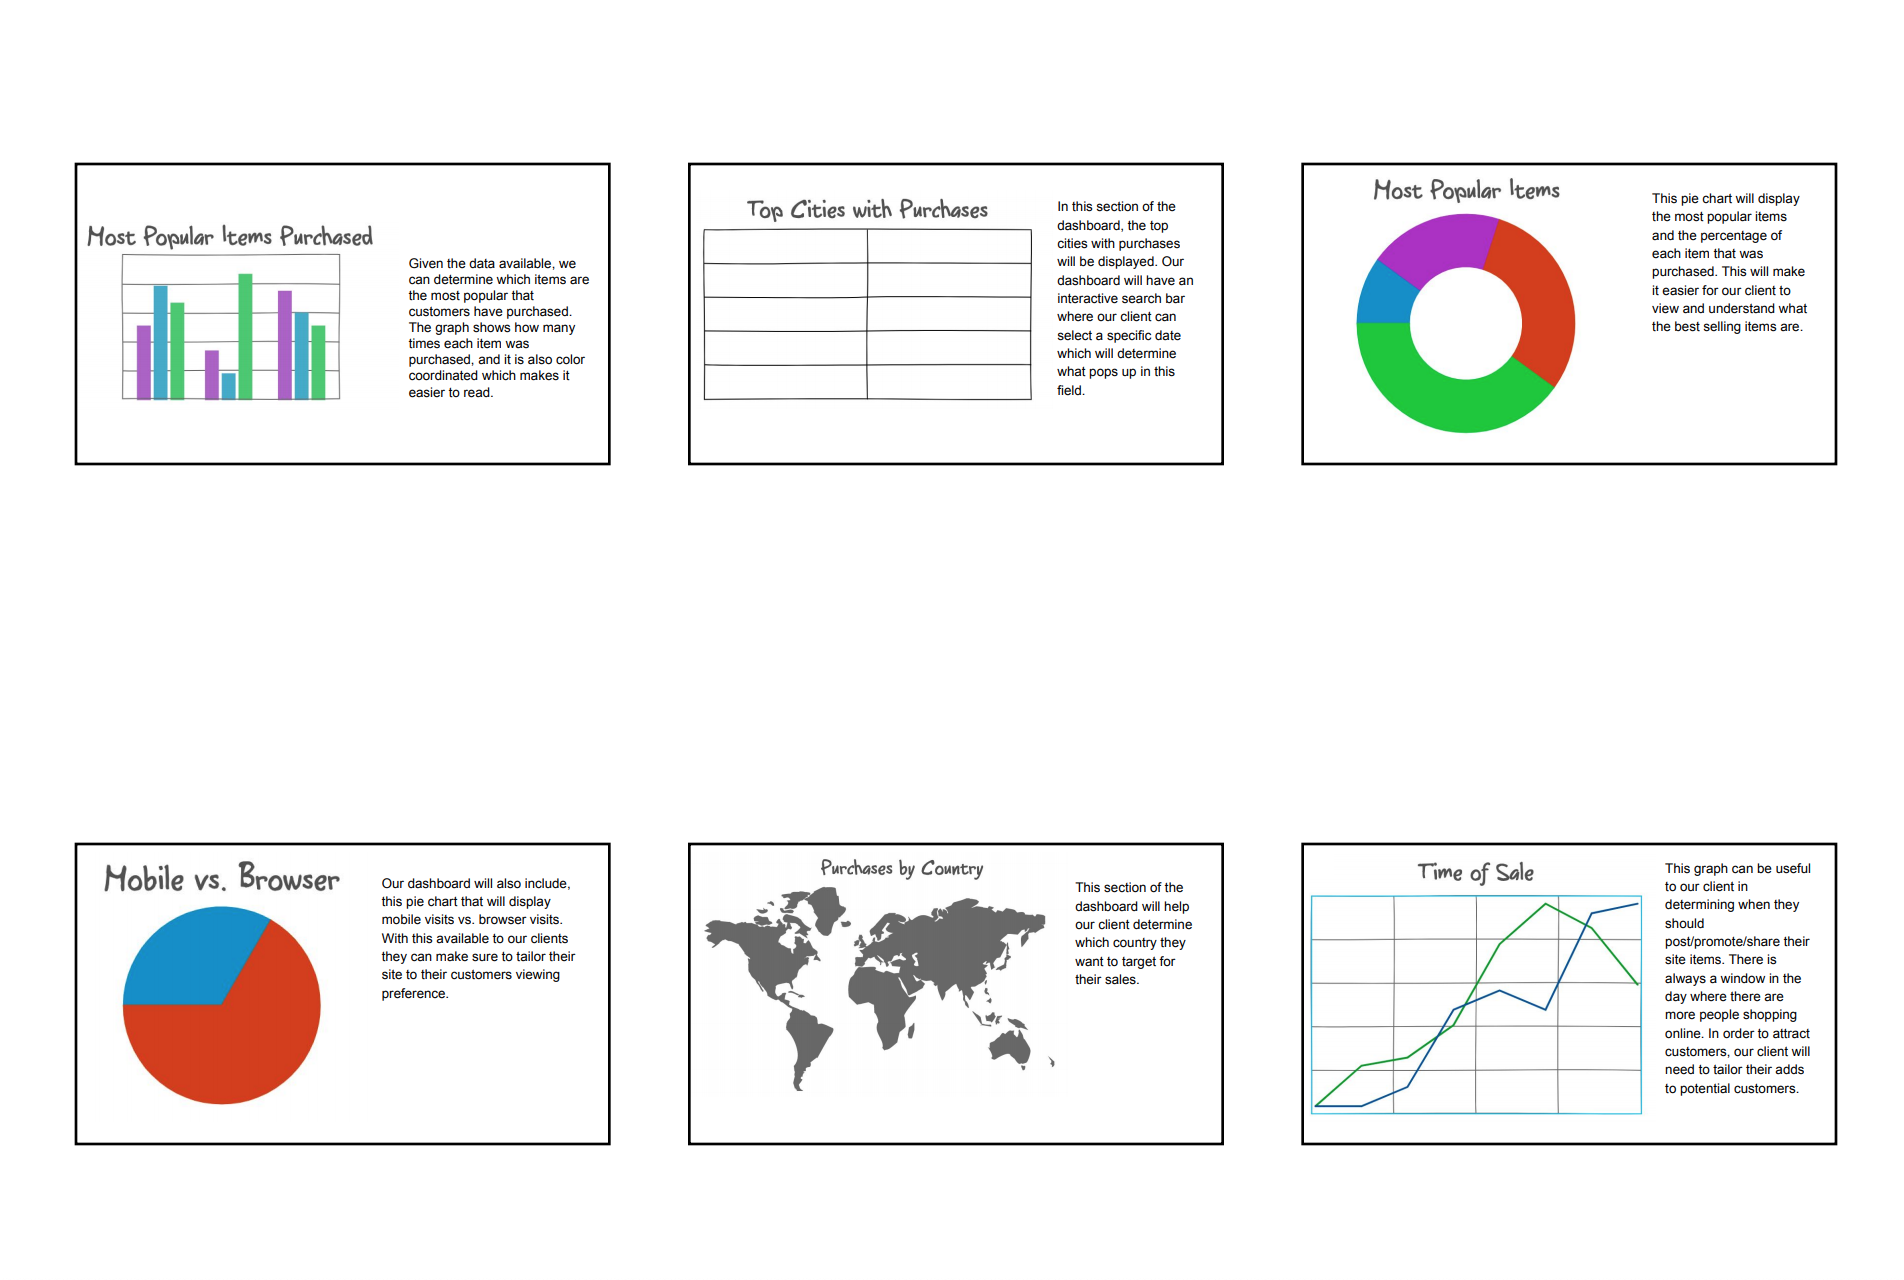 Most Popular Items Purchased
Given the data available, we
can determine which items are
the most popular that
customers have purchased.
The graph shows how many
times each item was
purchased, and it is also color
coordinated which makes it
easier to read.
Top Cities with Purchases
In this section of the
dashboard, the top
cities with purchases
will be displayed. Our
dashboard will have an
interactive search bar
where our client can
select a specific date
which will determine
what pops up in this
field.
Most Popular Items
This pie chart will display
the most popular items
and the percentage of
each item that was
purchased. This will make
it easier for our client to
view and understand what
the best selling items are.
Mobile vs. Browser
Our dashboard will also include,
this pie chart that will display
mobile visits vs. browser visits.
With this available to our clients
they can make sure to tailor their
site to their customers viewing
preference.
Purchases by Country
This section of the
dashboard will help
our client determine
which country they
want to target for
their sales.
Time of Sale
This graph can be useful
to our client in
determining when they
should
post/promote/share their
site items. There is
always a window in the
day where there are
more people shopping
online. In order to attract
customers, our client will
need to tailor their adds
to potential customers.